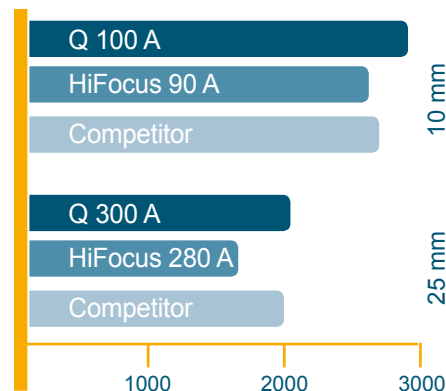 Q 100 A
HiFocus 90 A
Competitor
10 mm
Q 300 A
HiFocus 280 A
Competitor
25 mm
1000 2000 3000